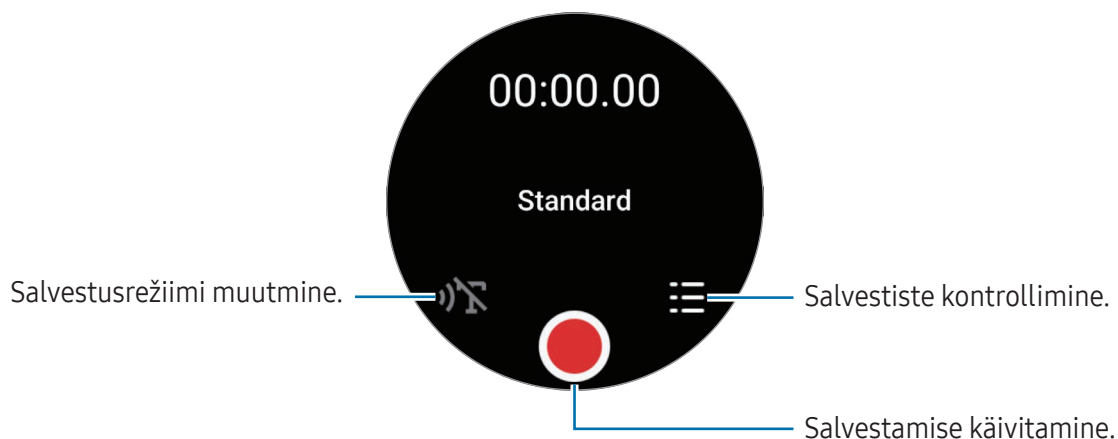 00:00.00
Standard
Salvestusrežiimi muutmine.
Salvestiste kontrollimine.
Salvestamise käivitamine.